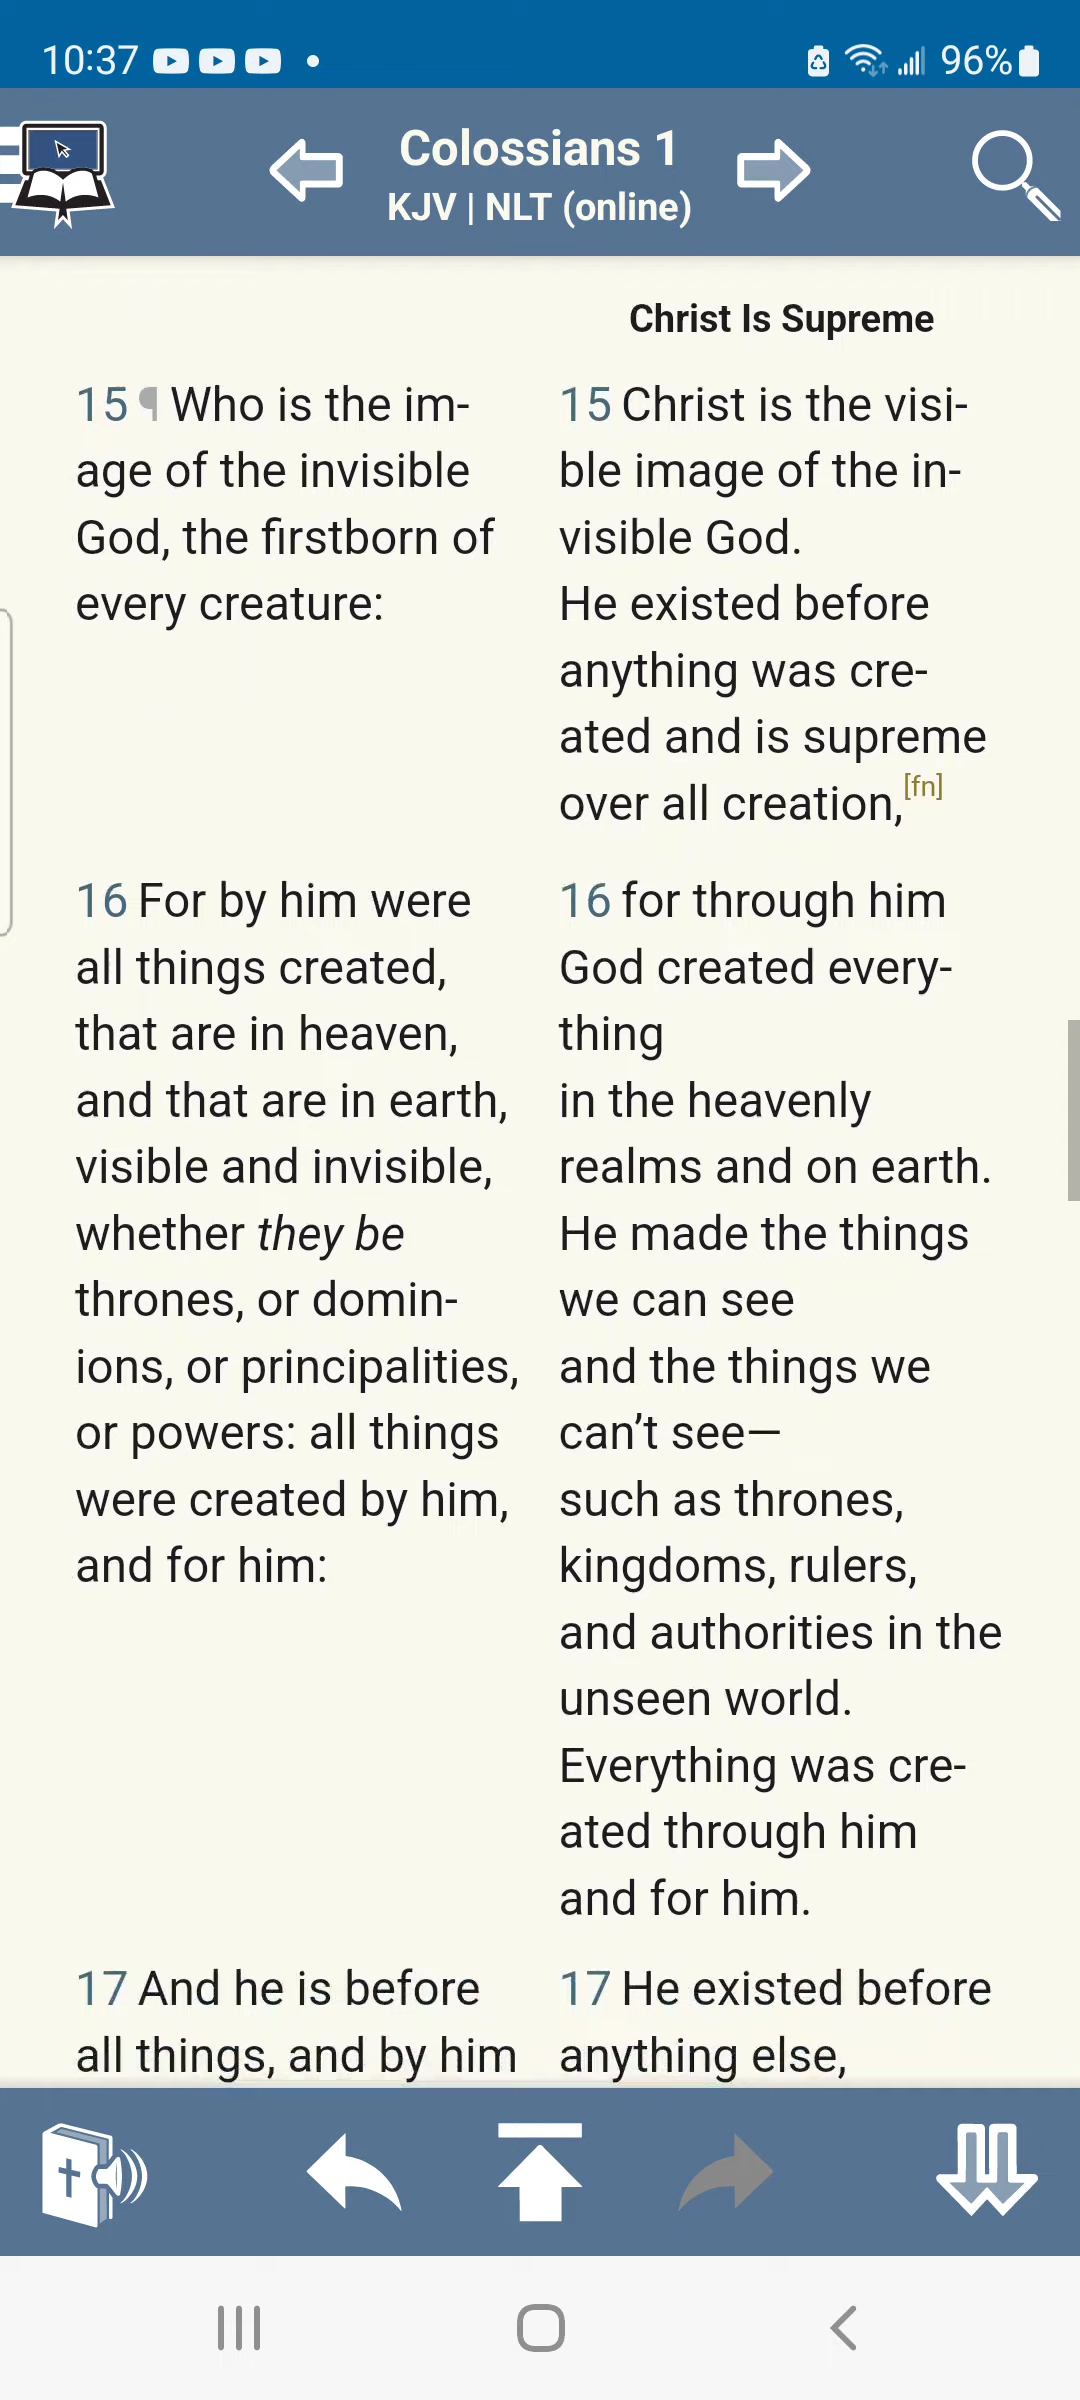 10:37
96%
Colossians 1
KJV | NLT (online)
Christ Is Supreme
15 ¶ Who is the im-
age of the invisible
God, the firstborn of
every creature:
15 Christ is the visi-
ble image of the in-
visible God.
He existed before
anything was cre-
ated and is supreme
over all creation,[fn]
16 For by him were
all things created,
that are in heaven,
and that are in earth,
visible and invisible,
whether they be
thrones, or domin-
ions, or principalities,
or powers: all things
were created by him,
and for him:
16 for through him
God created every-
thing
in the heavenly
realms and on earth.
He made the things
we can see
and the things we
can’t see—
such as thrones,
kingdoms, rulers,
and authorities in the
unseen world.
Everything was cre-
ated through him
and for him.
17 And he is before
all things, and by him
17 He existed before
anything else,